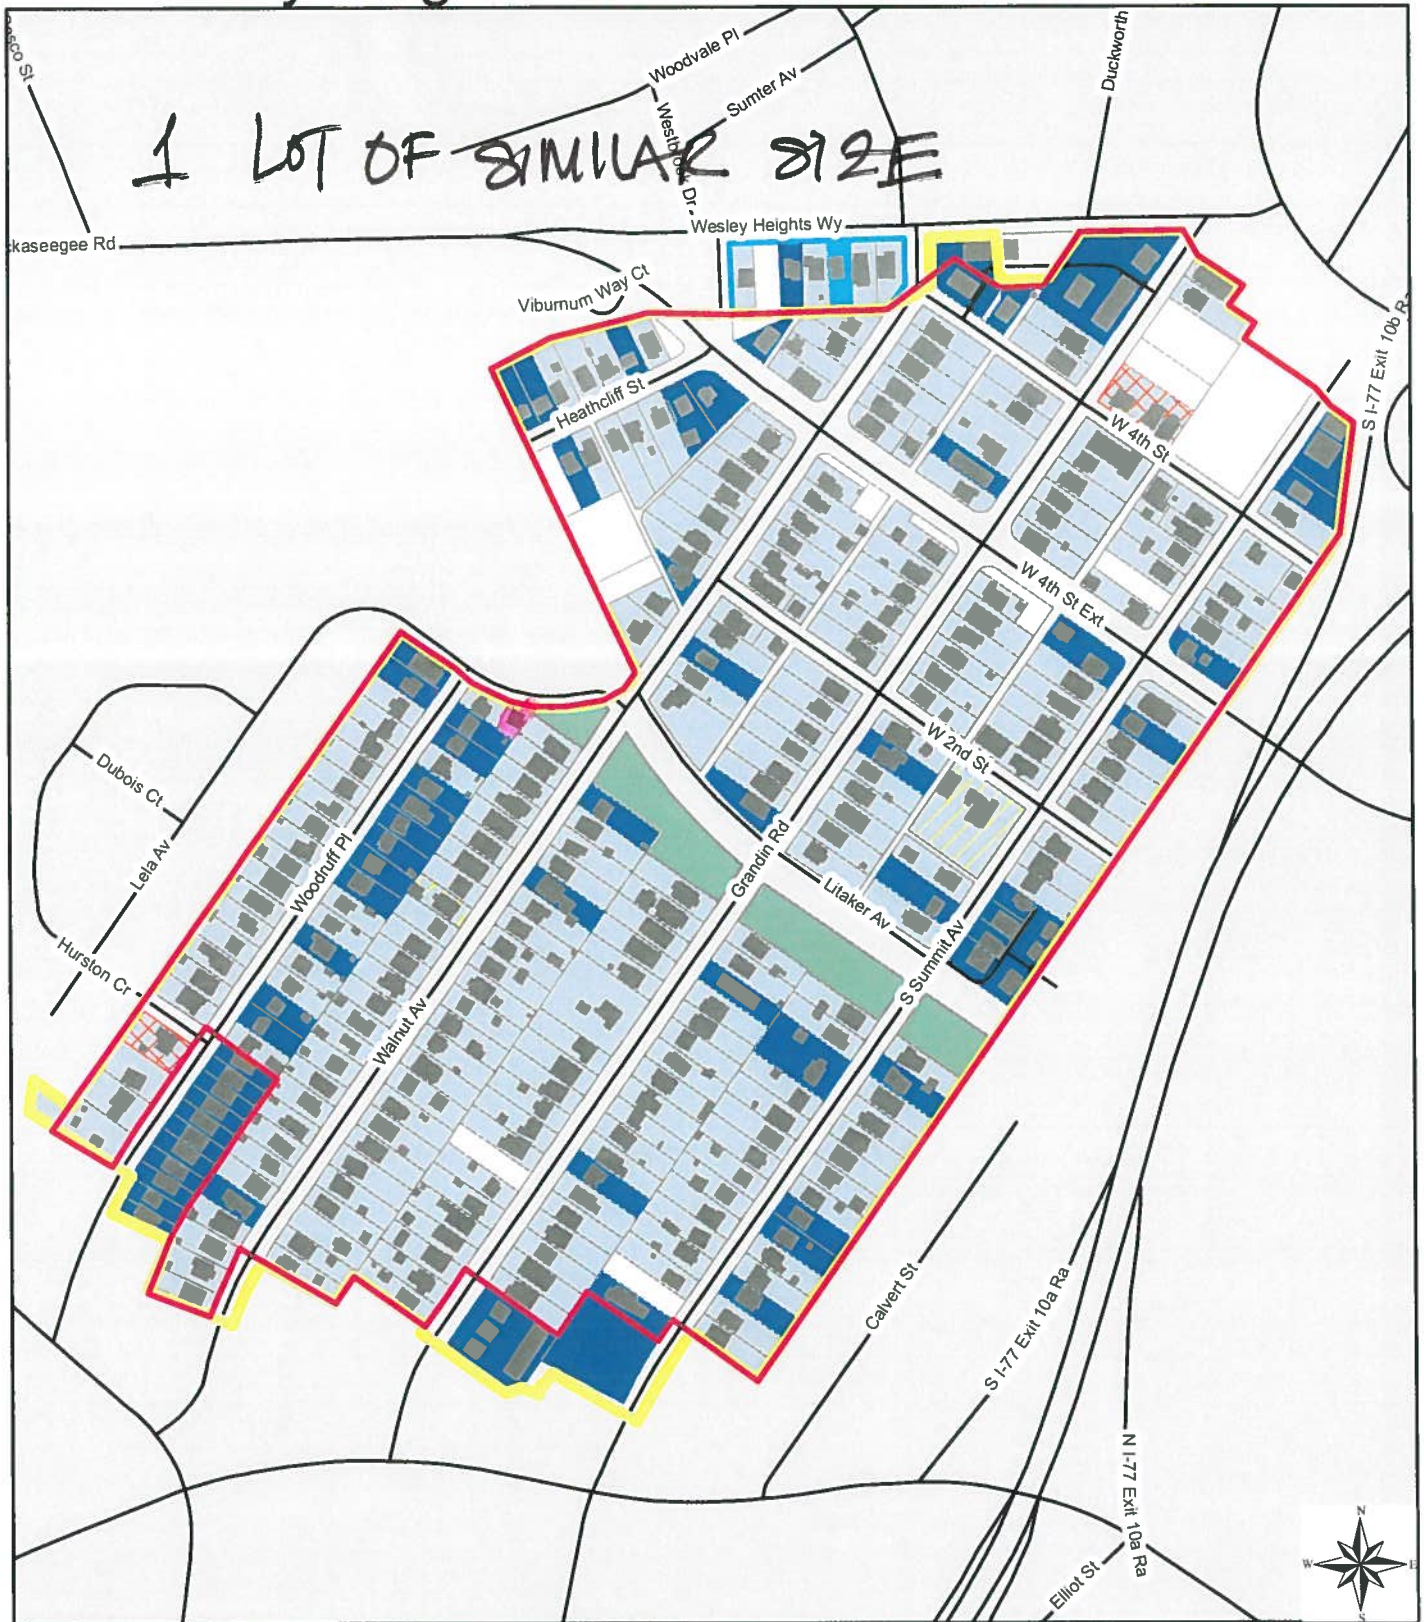 Woodvale Pl
Duckworth
Sumter Av
Westbrook Dr
1 LOT OF SIMILAR SIZE
Wesley Heights Wy
kaseegee Rd
Viburnum Way Ct
S I-77 Exit 10b R
Heathcliff St
W 4th St
W 4th St Ext
W 2nd St
Dubois Ct
Lela Av
Woodruff Pl
Grandin Rd
Litaker Av
S Summit Av
Hurston Cr
Walnut Av
Calvert St
S I-77 Exit 10a Ra
N I-77 Exit 10a Ra
Elliot St
N
W E
S